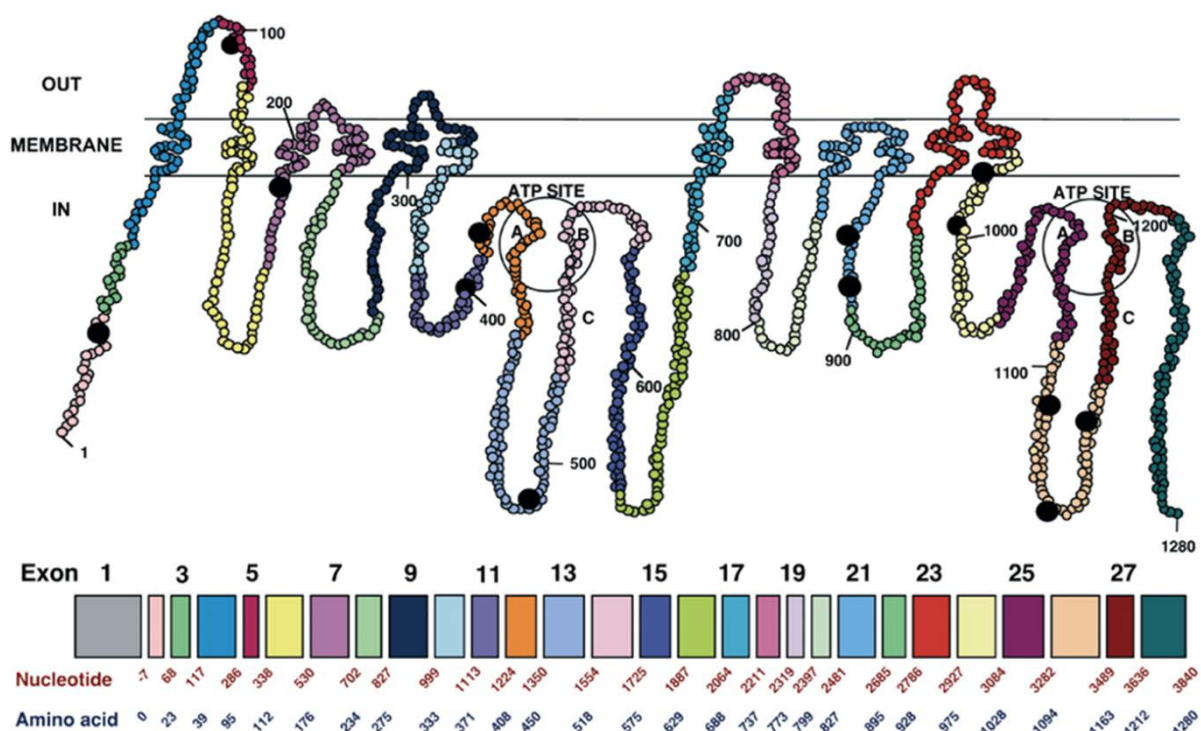 100
OUT
200
MEMBRANE
300
ATP SITE
ATP SITE
IN
A
B
A
B
1200
700
1000
400
C
C
800
900
600
1100
1
500
1280
Exon 1 3 5 7 9 11 13 15 17 19 21 23 25 27
Nucleotide -7 68 117 286 338 530 702 827 999 1113 1224 1350 1554 1725 1887 2064 2211 2319 2397 2481 2685 2786 2927 3084 3282 3489 3636 3840
Amino acid 0 23 39 95 112 176 234 275 333 371 408 450 518 575 629 688 737 773 799 827 895 928 975 1028 1094 1163 1212 1280